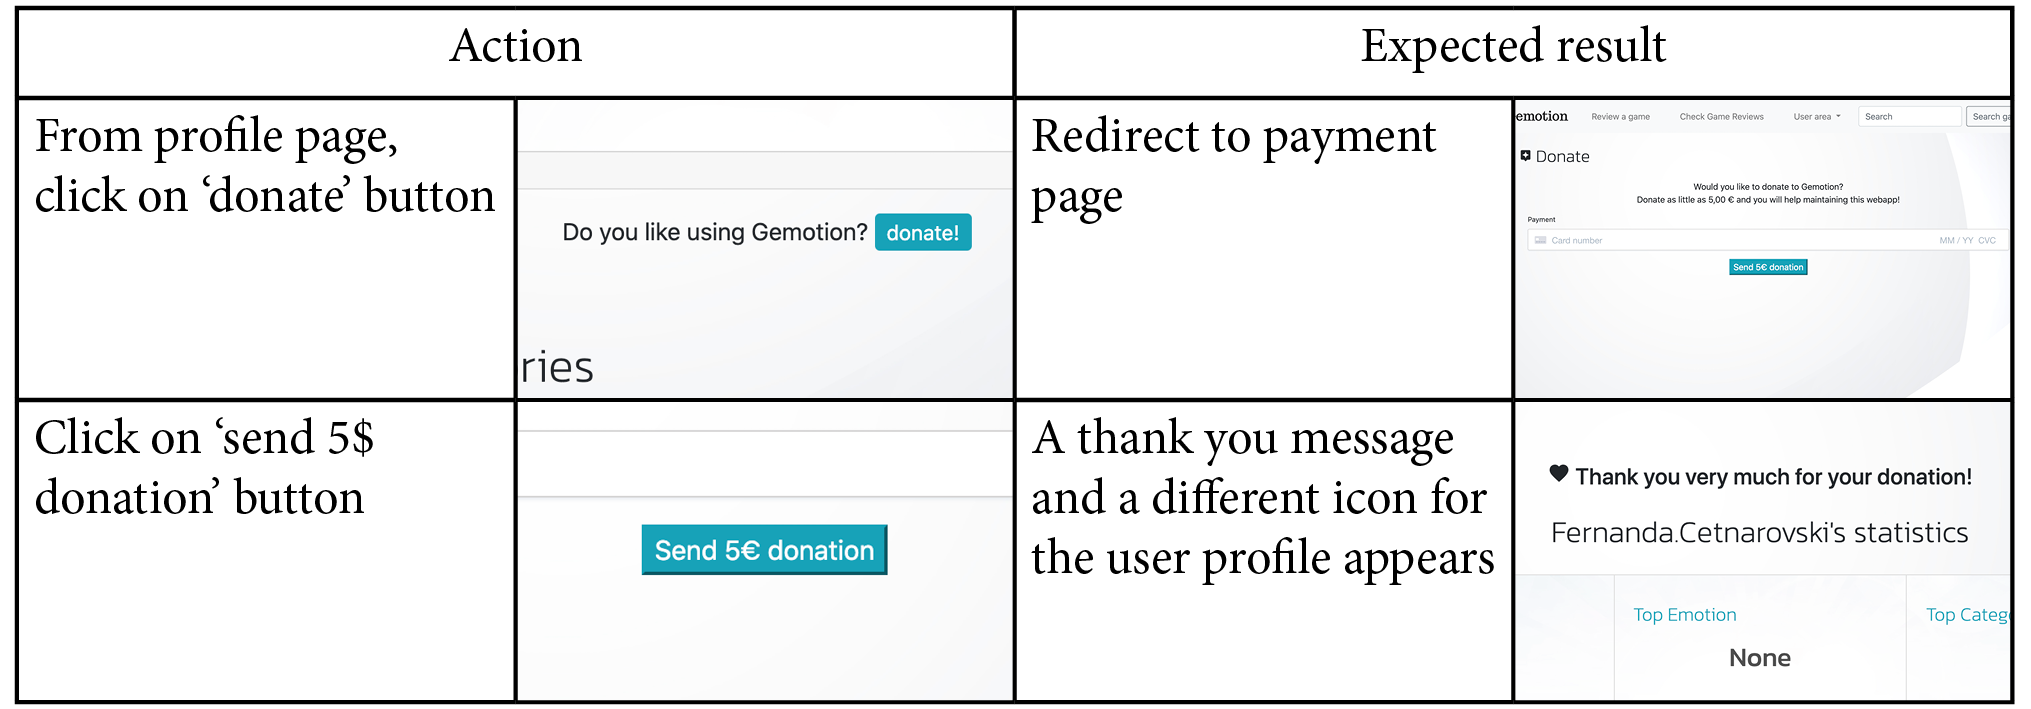 Action
Expected result
From profile page,
click on ‘donate’ button
Do you like using Gemotion? donate!
ries
Redirect to payment
page
emotion Review a game Check Game Reviews User area Search Search ga
Donate
Would you like to donate to Gemotion?
Donate as little as 5,00 € and you will help maintaining this webapp!
Payment
Card number MM / YY CVC
Send 5€ donation
Click on ‘send 5$
donation’ button
Send 5€ donation
A thank you message
and a different icon for
the user profile appears
Thank you very much for your donation!
Fernanda.Cetnarovski's statistics
Top Emotion Top Categ
None